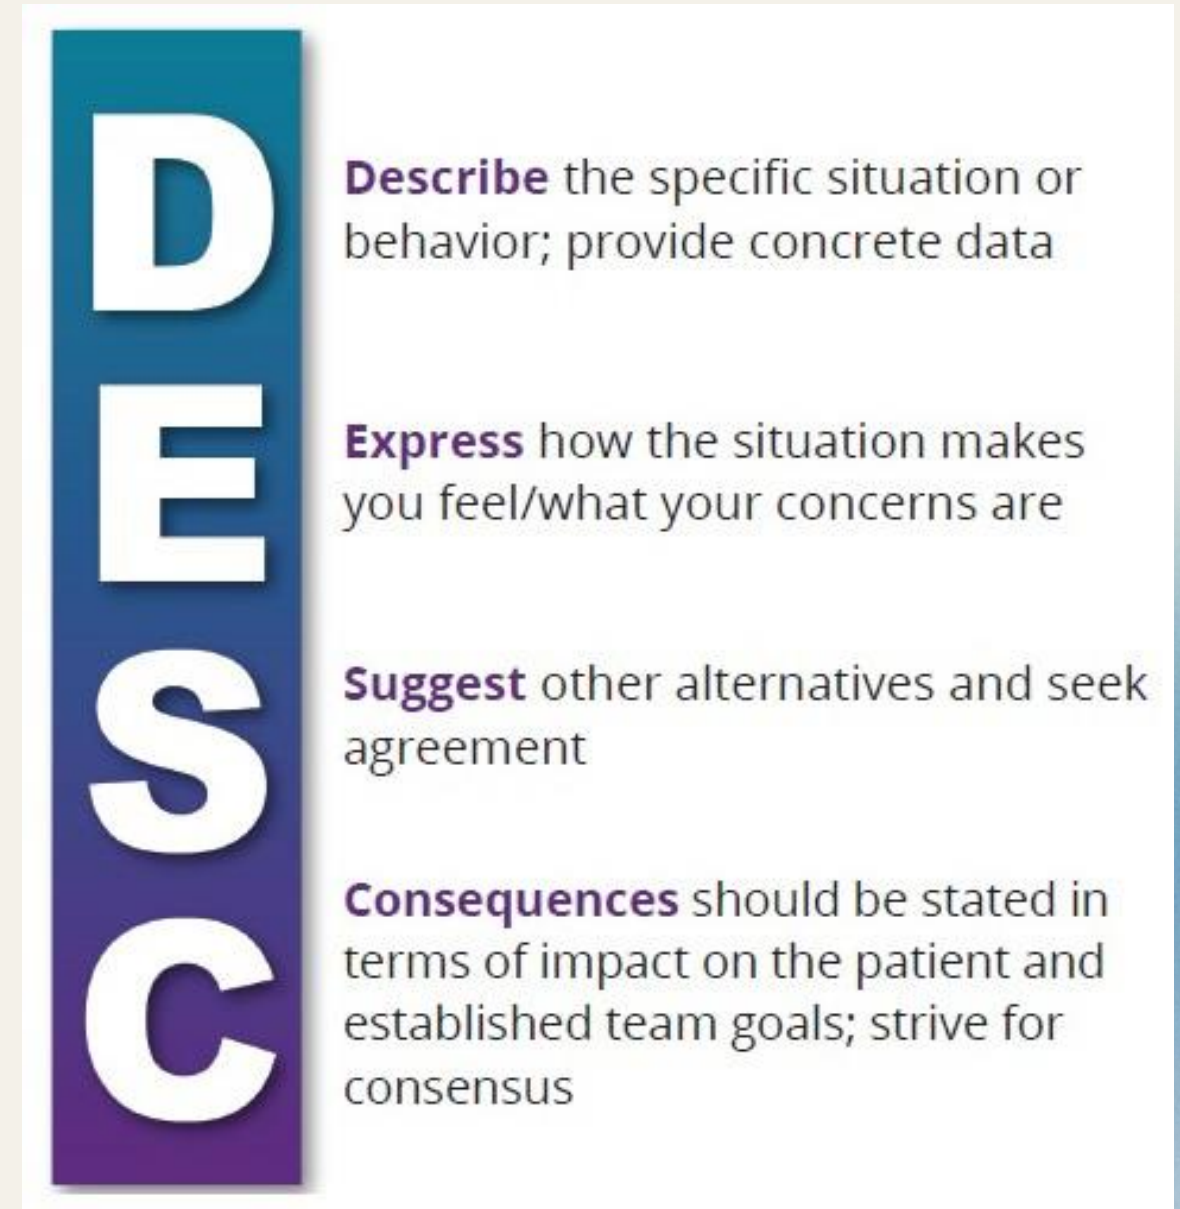 D
Describe the specific situation or
behavior; provide concrete data
E
Express how the situation makes
you feel/what your concerns are
S
Suggest other alternatives and seek
agreement
C
Consequences should be stated in
terms of impact on the patient and
established team goals; strive for
consensus